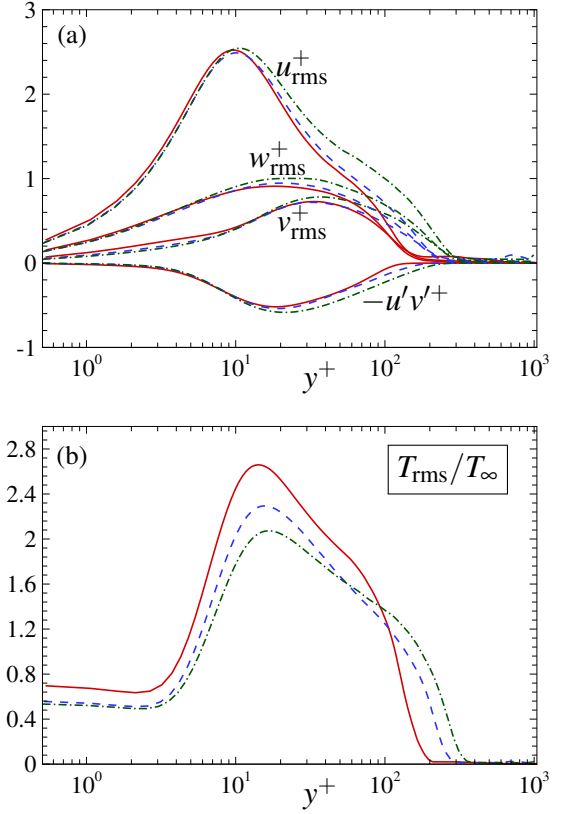 (a)
3
2
1
0
-1
u⁺rms
w⁺rms
v⁺rms
−u′v′⁺
10⁰ 10¹ 10² 10³
y⁺
(b)
Trms/T∞
2.8
2.4
2
1.6
1.2
0.8
0.4
0
10⁰ 10¹ 10² 10³
y⁺